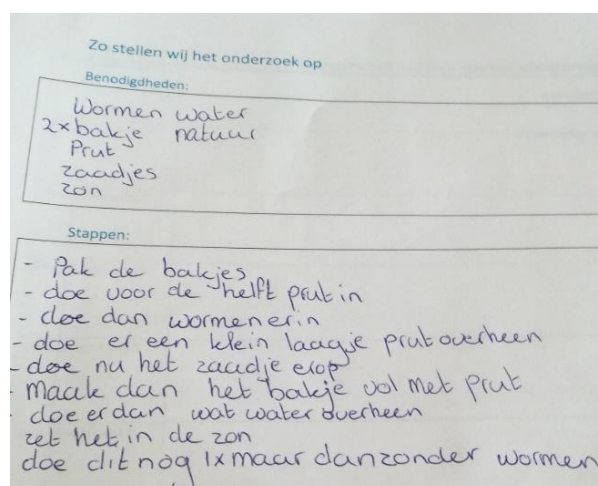 Zo stellen wij het onderzoek op
Benodigdheden:
Wormen water
2x bakje natuur
Prut
zaadjes
zon
Stappen:
- Pak de bakjes
- doe voor de helft prut in
- doe dan wormen erin
- doe er een klein laagje prut overheen
- doe nu het zaadje erop
- maak dan het bakje vol met prut
- doe er dan wat water overheen
zet het in de zon
doe dit nog 1x maar dan zonder wormen